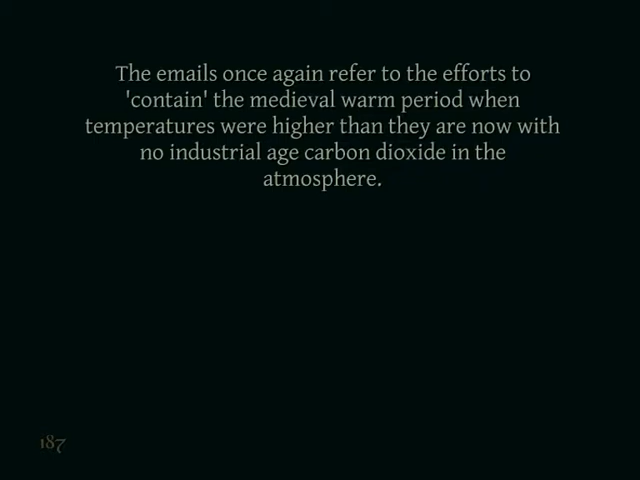 The emails once again refer to the efforts to
'contain' the medieval warm period when
temperatures were higher than they are now with
no industrial age carbon dioxide in the
atmosphere.
187